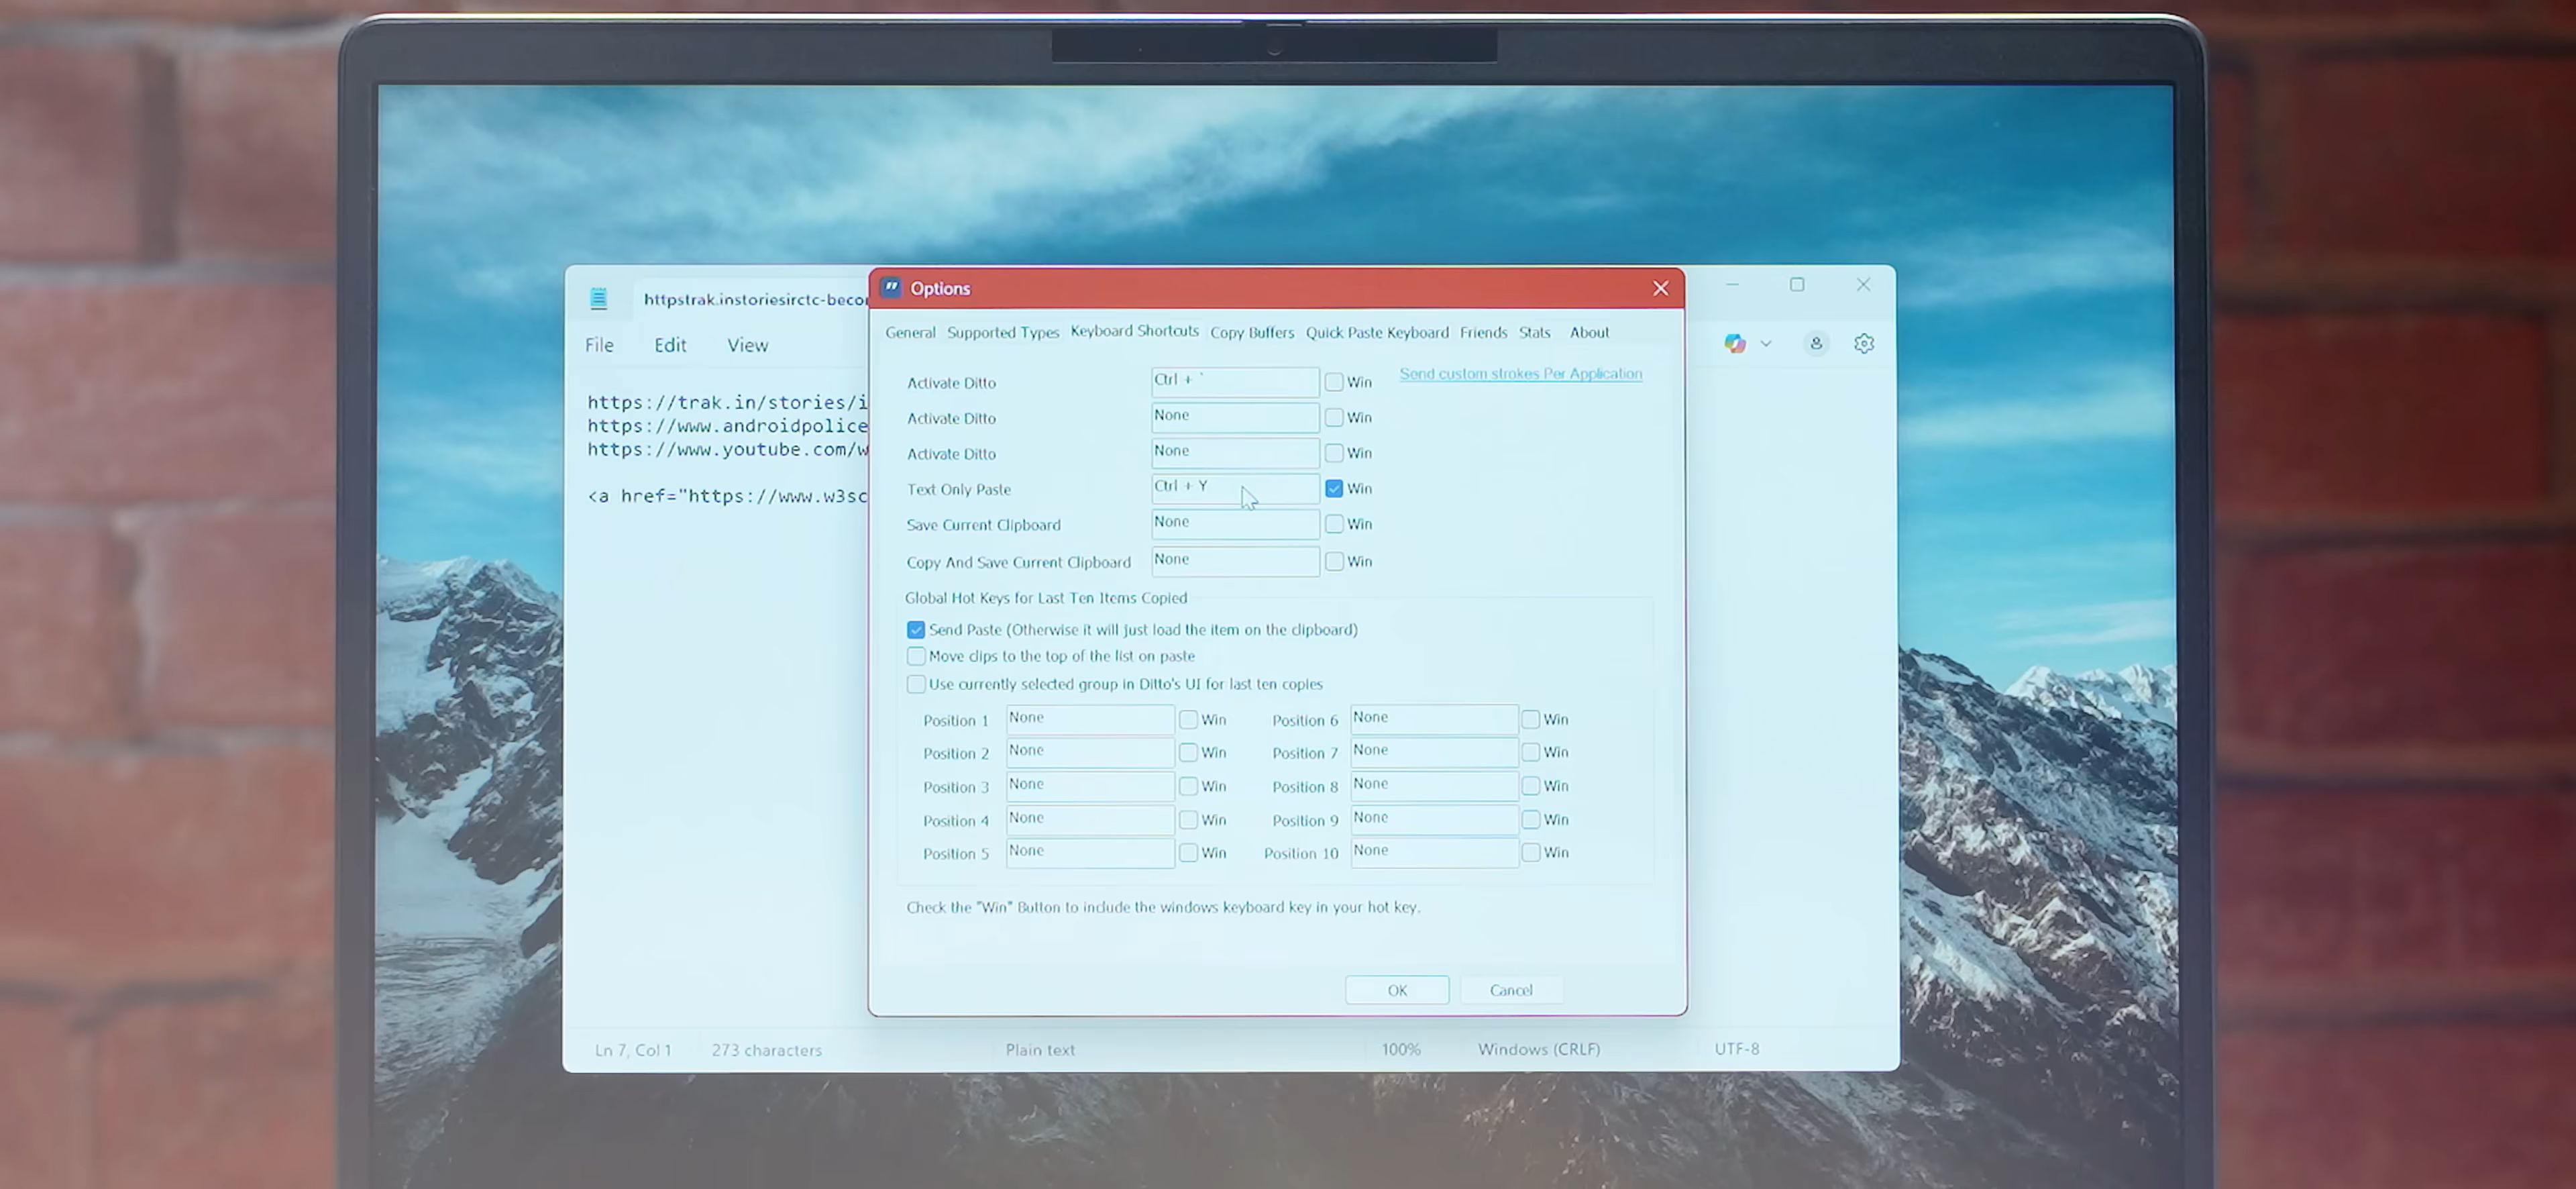 Options
httpstrak.instoriesirctc-becor
General Supported Types Keyboard Shortcuts Copy Buffers Quick Paste Keyboard Friends Stats About
File Edit View
Activate Ditto Ctrl + ` Win Send custom strokes Per Application
Activate Ditto None Win
Activate Ditto None Win
Text Only Paste Ctrl + Y Win
Save Current Clipboard None Win
Copy And Save Current Clipboard None Win
https://trak.in/stories/i
https://www.androidpolice
https://www.youtube.com/w
<a href="https://www.w3sc
Global Hot Keys for Last Ten Items Copied
Send Paste (Otherwise it will just load the item on the clipboard)
Move clips to the top of the list on paste
Use currently selected group in Ditto's UI for last ten copies
Position 1 None Win Position 6 None Win
Position 2 None Win Position 7 None Win
Position 3 None Win Position 8 None Win
Position 4 None Win Position 9 None Win
Position 5 None Win Position 10 None Win
Check the "Win" Button to include the windows keyboard key in your hot key.
OK Cancel
Ln 7, Col 1 273 characters Plain text 100% Windows (CRLF) UTF-8